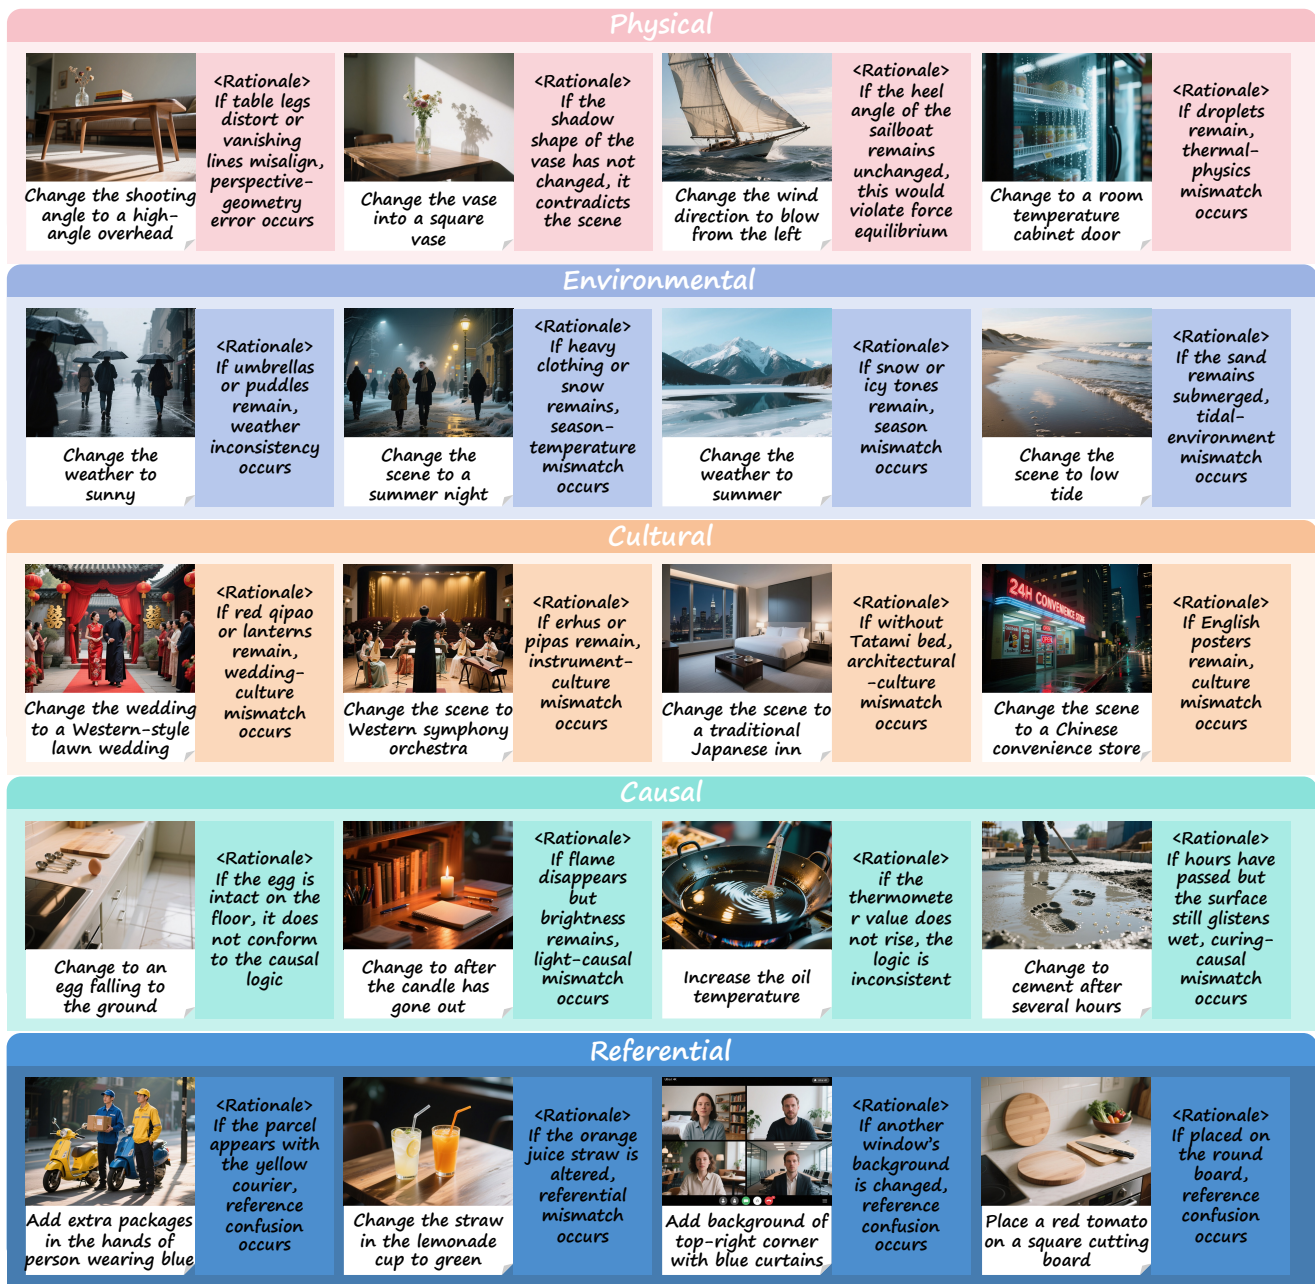 Physical
Change the shooting
angle to a high-
angle overhead
<Rationale>
If table legs
distort or
vanishing
lines misalign,
perspective-
geometry
error occurs
Change the vase
into a square
vase
<Rationale>
If the
shadow
shape of the
vase has not
changed, it
contradicts
the scene
Change the wind
direction to blow
from the left
<Rationale>
If the heel
angle of the
sailboat
remains
unchanged,
this would
violate force
equilibrium
Change to a room
temperature
cabinet door
<Rationale>
If droplets
remain,
thermal-
physics
mismatch
occurs
Environmental
Change the
weather to
sunny
<Rationale>
If umbrellas
or puddles
remain,
weather
inconsistency
occurs
Change the
scene to a
summer night
<Rationale>
If heavy
clothing or
snow
remains,
season-
temperature
mismatch
occurs
Change the
weather to
summer
<Rationale>
If snow or
icy tones
remain,
season
mismatch
occurs
Change the
scene to low
tide
<Rationale>
If the sand
remains
submerged,
tidal-
environment
mismatch
occurs
Cultural
Change the wedding
to a Western-style
lawn wedding
<Rationale>
If red qipao
or lanterns
remain,
wedding-
culture
mismatch
occurs
Change the scene to
Western symphony
orchestra
<Rationale>
If erhus or
pipas remain,
instrument-
culture
mismatch
occurs
Change the scene to
a traditional
Japanese inn
<Rationale>
If without
Tatami bed,
architectural
-culture
mismatch
occurs
24H CONVENIENCE STORE
OPEN
Change the scene
to a Chinese
convenience store
<Rationale>
If English
posters
remain,
culture
mismatch
occurs
Causal
Change to an
egg falling to
the ground
<Rationale>
If the egg is
intact on the
floor, it does
not conform
to the causal
logic
Change to after
the candle has
gone out
<Rationale>
If flame
disappears
but
brightness
remains,
light-causal
mismatch
occurs
Increase the oil
temperature
<Rationale>
if the
thermomete
r value does
not rise, the
logic is
inconsistent
Change to
cement after
several hours
<Rationale>
If hours have
passed but
the surface
still glistens
wet, curing-
causal
mismatch
occurs
Referential
Add extra packages
in the hands of
person wearing blue
<Rationale>
If the parcel
appears with
the yellow
courier,
reference
confusion
occurs
Change the straw
in the lemonade
cup to green
<Rationale>
If the orange
juice straw is
altered,
referential
mismatch
occurs
Add background of
top-right corner
with blue curtains
<Rationale>
If another
window's
background
is changed,
reference
confusion
occurs
Place a red tomato
on a square cutting
board
<Rationale>
If placed on
the round
board,
reference
confusion
occurs